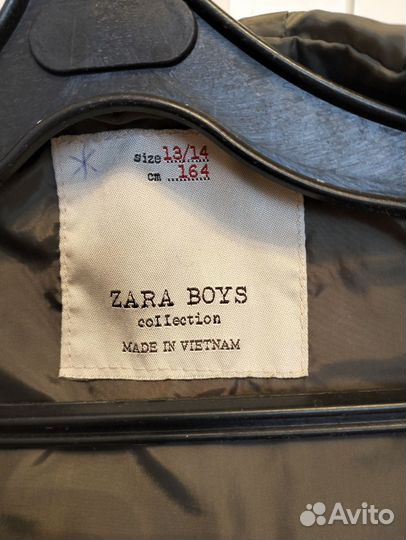 size 13/14
cm 164
ZARA BOYS
collection
MADE IN VIETNAM
Avito